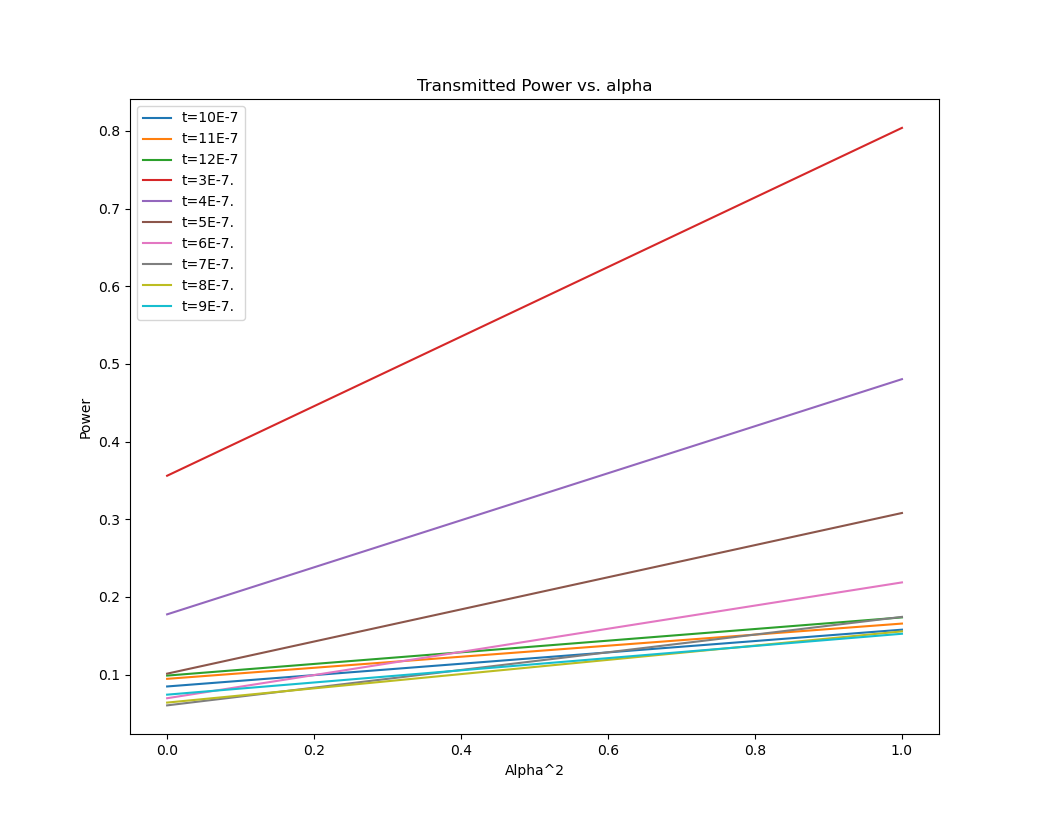 Transmitted Power vs. alpha
t=10E-7
t=11E-7
t=12E-7
t=3E-7.
t=4E-7.
t=5E-7.
t=6E-7.
t=7E-7.
t=8E-7.
t=9E-7.
0.8
0.7
0.6
0.5
0.4
0.3
0.2
0.1
Power
0.0 0.2 0.4 0.6 0.8 1.0
Alpha^2